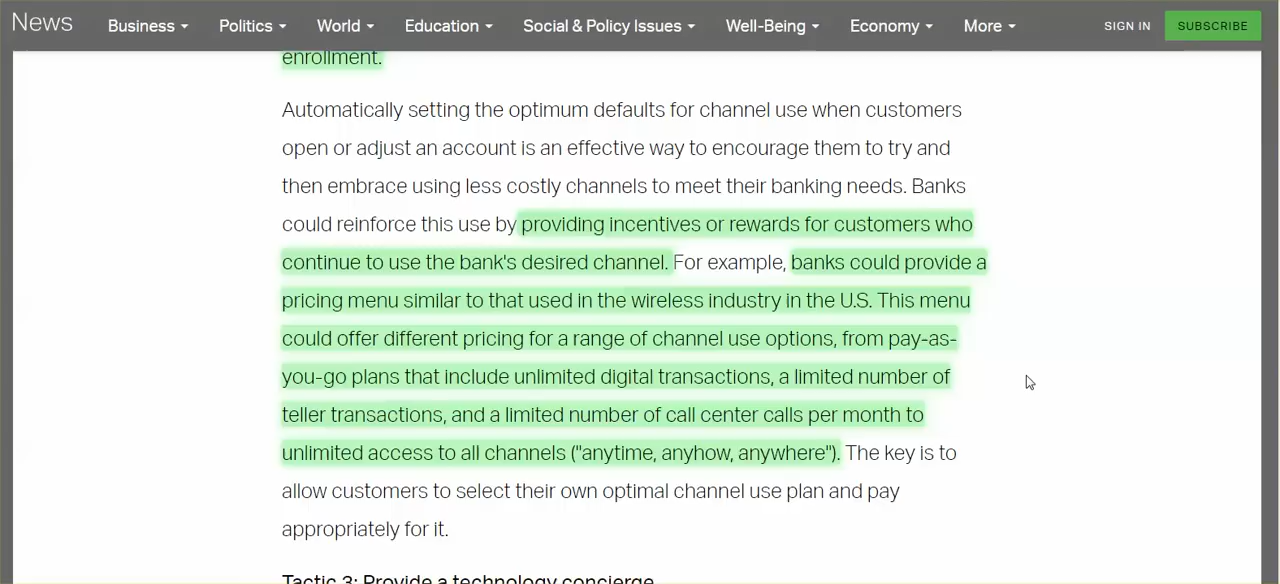 News
Business Politics World Education Social & Policy Issues Well-Being Economy More SIGN IN SUBSCRIBE
enrollment.
Automatically setting the optimum defaults for channel use when customers
open or adjust an account is an effective way to encourage them to try and
then embrace using less costly channels to meet their banking needs. Banks
could reinforce this use by providing incentives or rewards for customers who
continue to use the bank's desired channel. For example, banks could provide a
pricing menu similar to that used in the wireless industry in the U.S. This menu
could offer different pricing for a range of channel use options, from pay-as-
you-go plans that include unlimited digital transactions, a limited number of
teller transactions, and a limited number of call center calls per month to
unlimited access to all channels ("anytime, anyhow, anywhere"). The key is to
allow customers to select their own optimal channel use plan and pay
appropriately for it.
Tactic 3: Provide a technology concierge